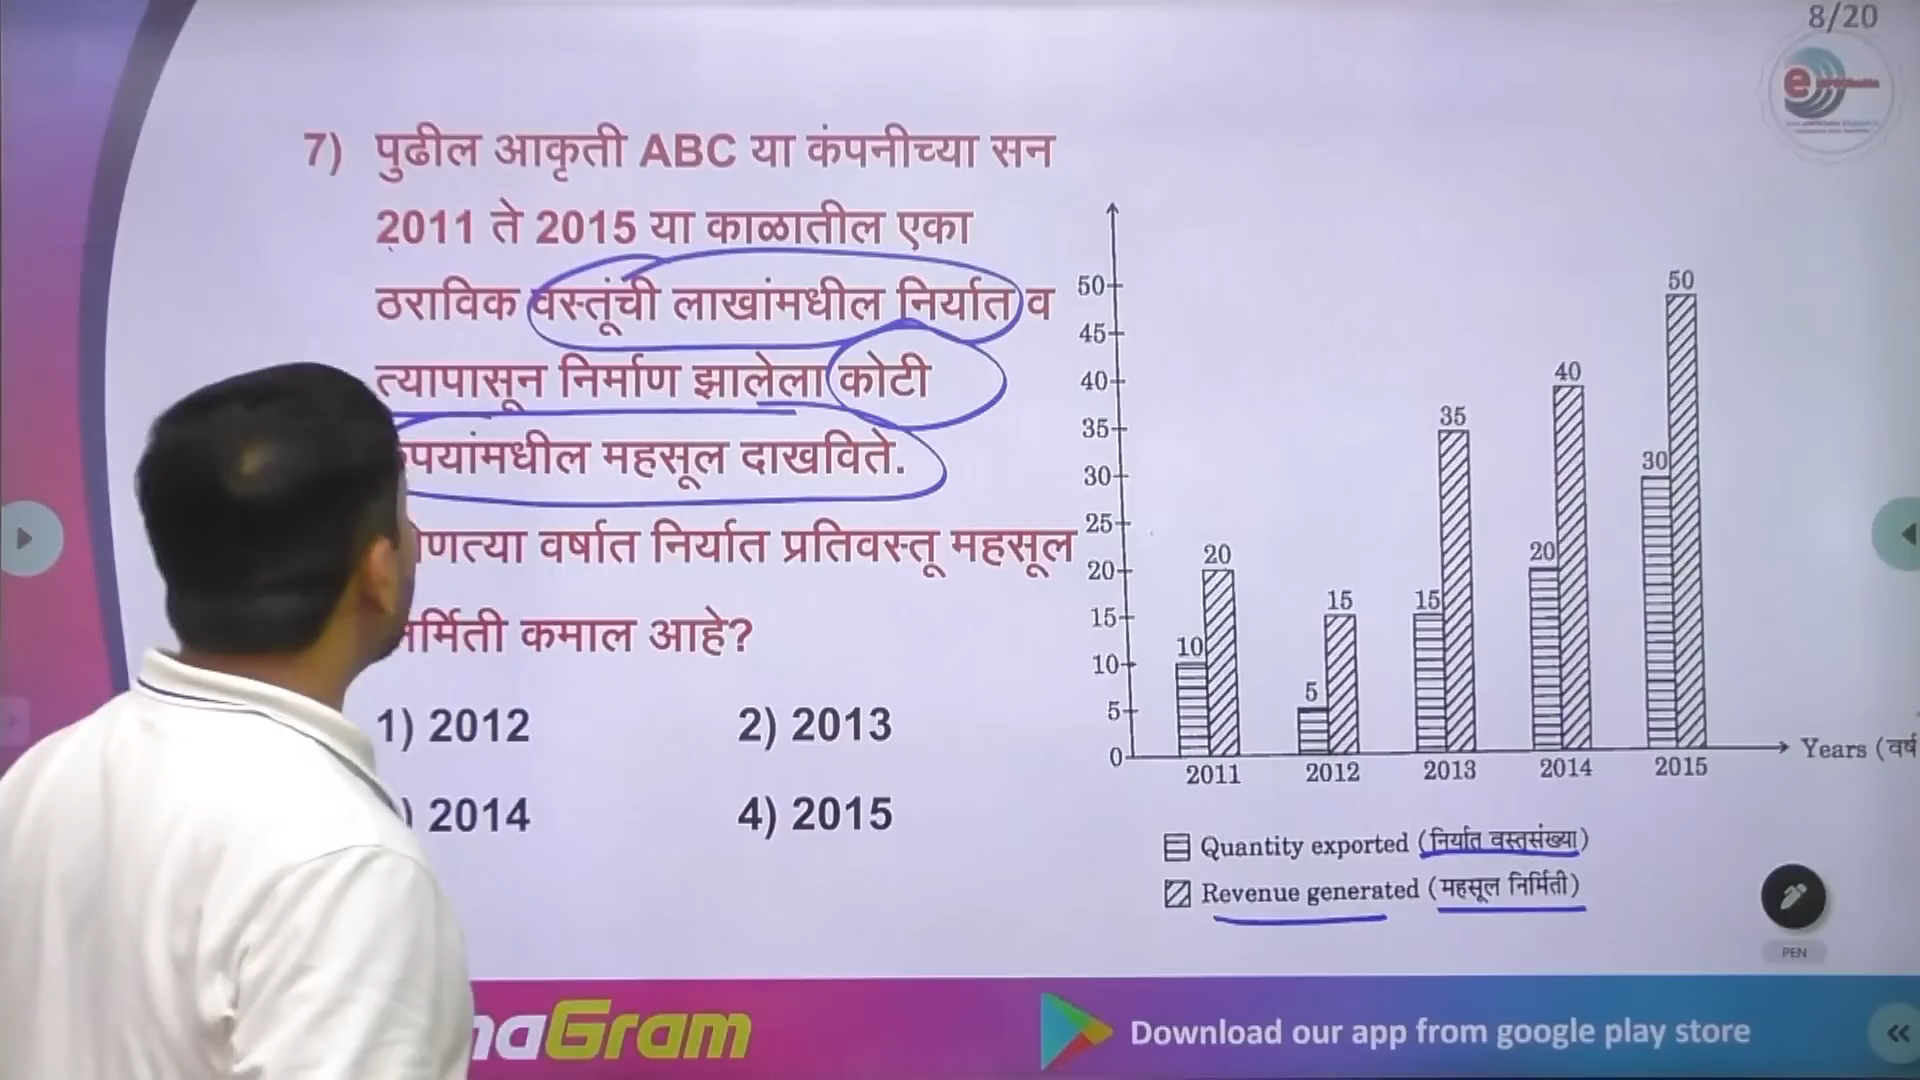 8/20
7) पुढील आकृती ABC या कंपनीच्या सन
2011 ते 2015 या काळातील एका
ठराविक वस्तूंची लाखांमधील निर्यात व
त्यापासून निर्माण झालेला कोटी
पयांमधील महसूल दाखविते.
णत्या वर्षात निर्यात प्रतिवस्तू महसूल
र्मिती कमाल आहे?
1) 2012 2) 2013
) 2014 4) 2015
50
45
40
35
30
25
20
15
10
5
0
10 20
5 15
15 35
20 40
30 50
2011 2012 2013 2014 2015
Years (वर्ष
Quantity exported (निर्यात वस्तुसंख्या)
Revenue generated (महसूल निर्मिती)
PEN
naGram
Download our app from google play store